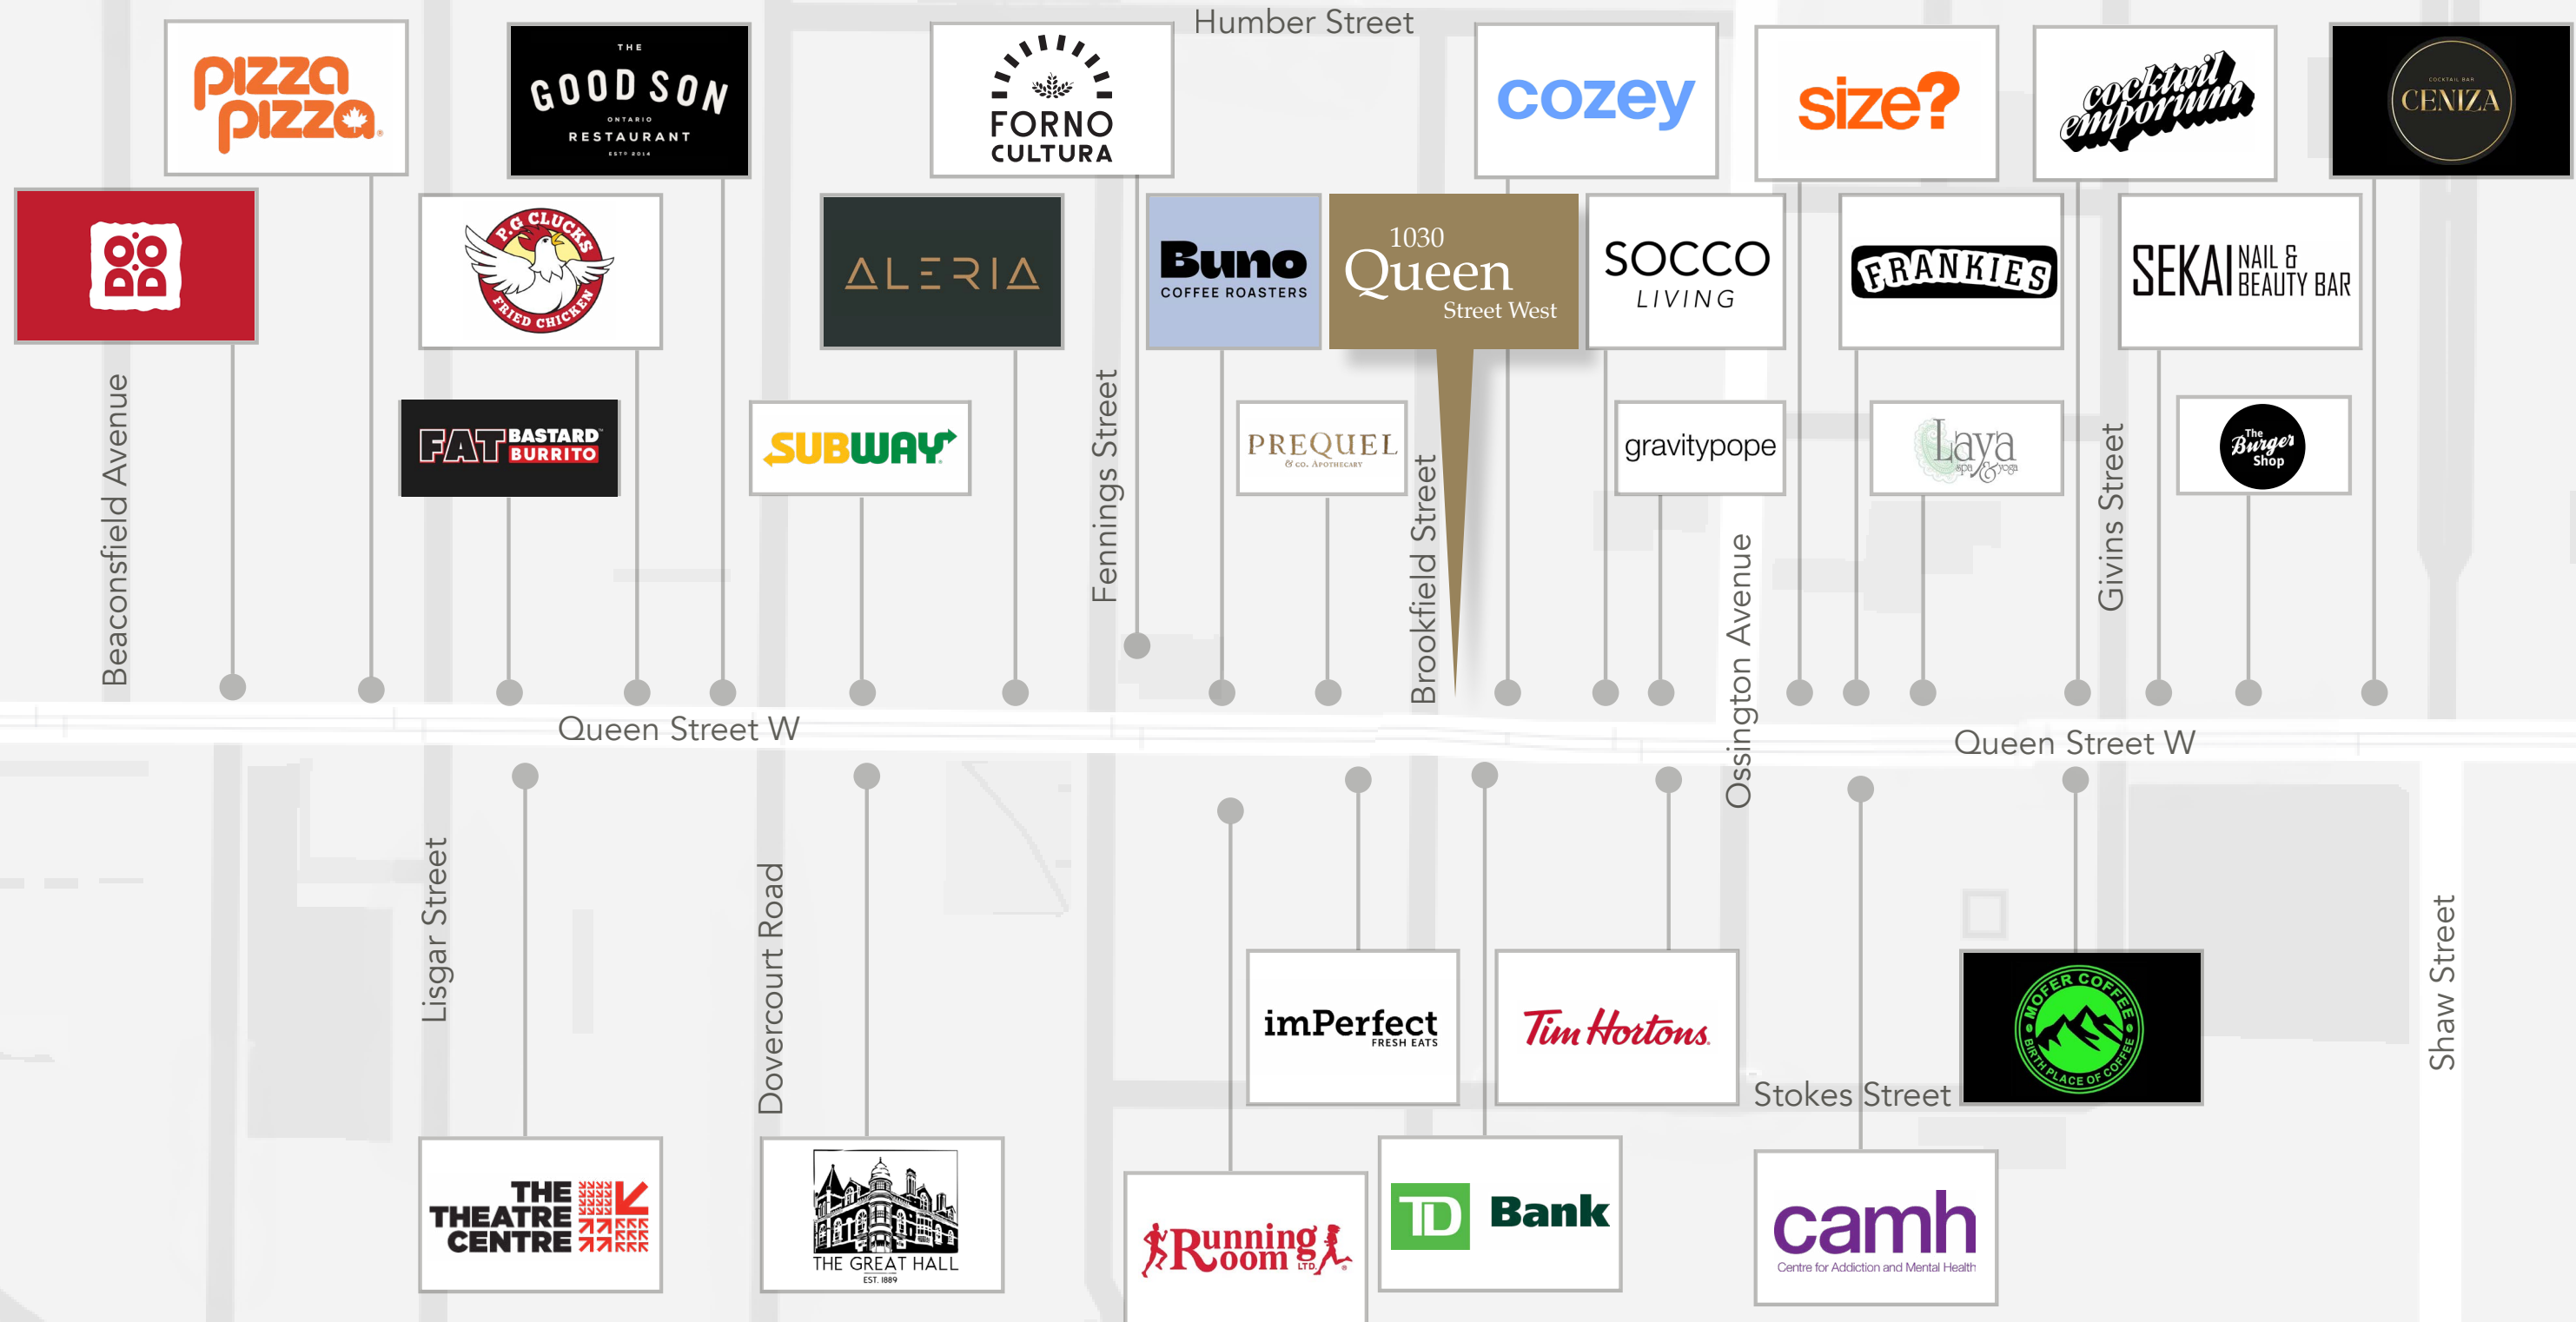 Humber Street
pizza
pizza
THE
GOOD SON
ONTARIO
RESTAURANT
ESTD 2014
FORNO
CULTURA
cozey
size?
cocktail
emporium
COCKTAIL BAR
CENIZA
P.G CLUCKS
FRIED CHICKEN
ALERIA
Buno
COFFEE ROASTERS
1030
Queen
Street West
SOCCO
LIVING
FRANKIES
SEKAI NAIL &
BEAUTY BAR
FAT BASTARD
BURRITO
SUBWAY
PREQUEL
& CO. APOTHECARY
gravitypope
Laya
spa & yoga
The
Burger
Shop
Beaconsfield Avenue
Fennings Street
Brookfield Street
Ossington Avenue
Givins Street
Queen Street W
Queen Street W
Lisgar Street
Dovercourt Road
Shaw Street
imPerfect
FRESH EATS
Tim Hortons
MOFER COFFEE
BIRTH PLACE OF COFFEE
Stokes Street
THE
THEATRE
CENTRE
THE GREAT HALL
EST. 1889
Running
Room LTD.
TD Bank
camh
Centre for Addiction and Mental Health